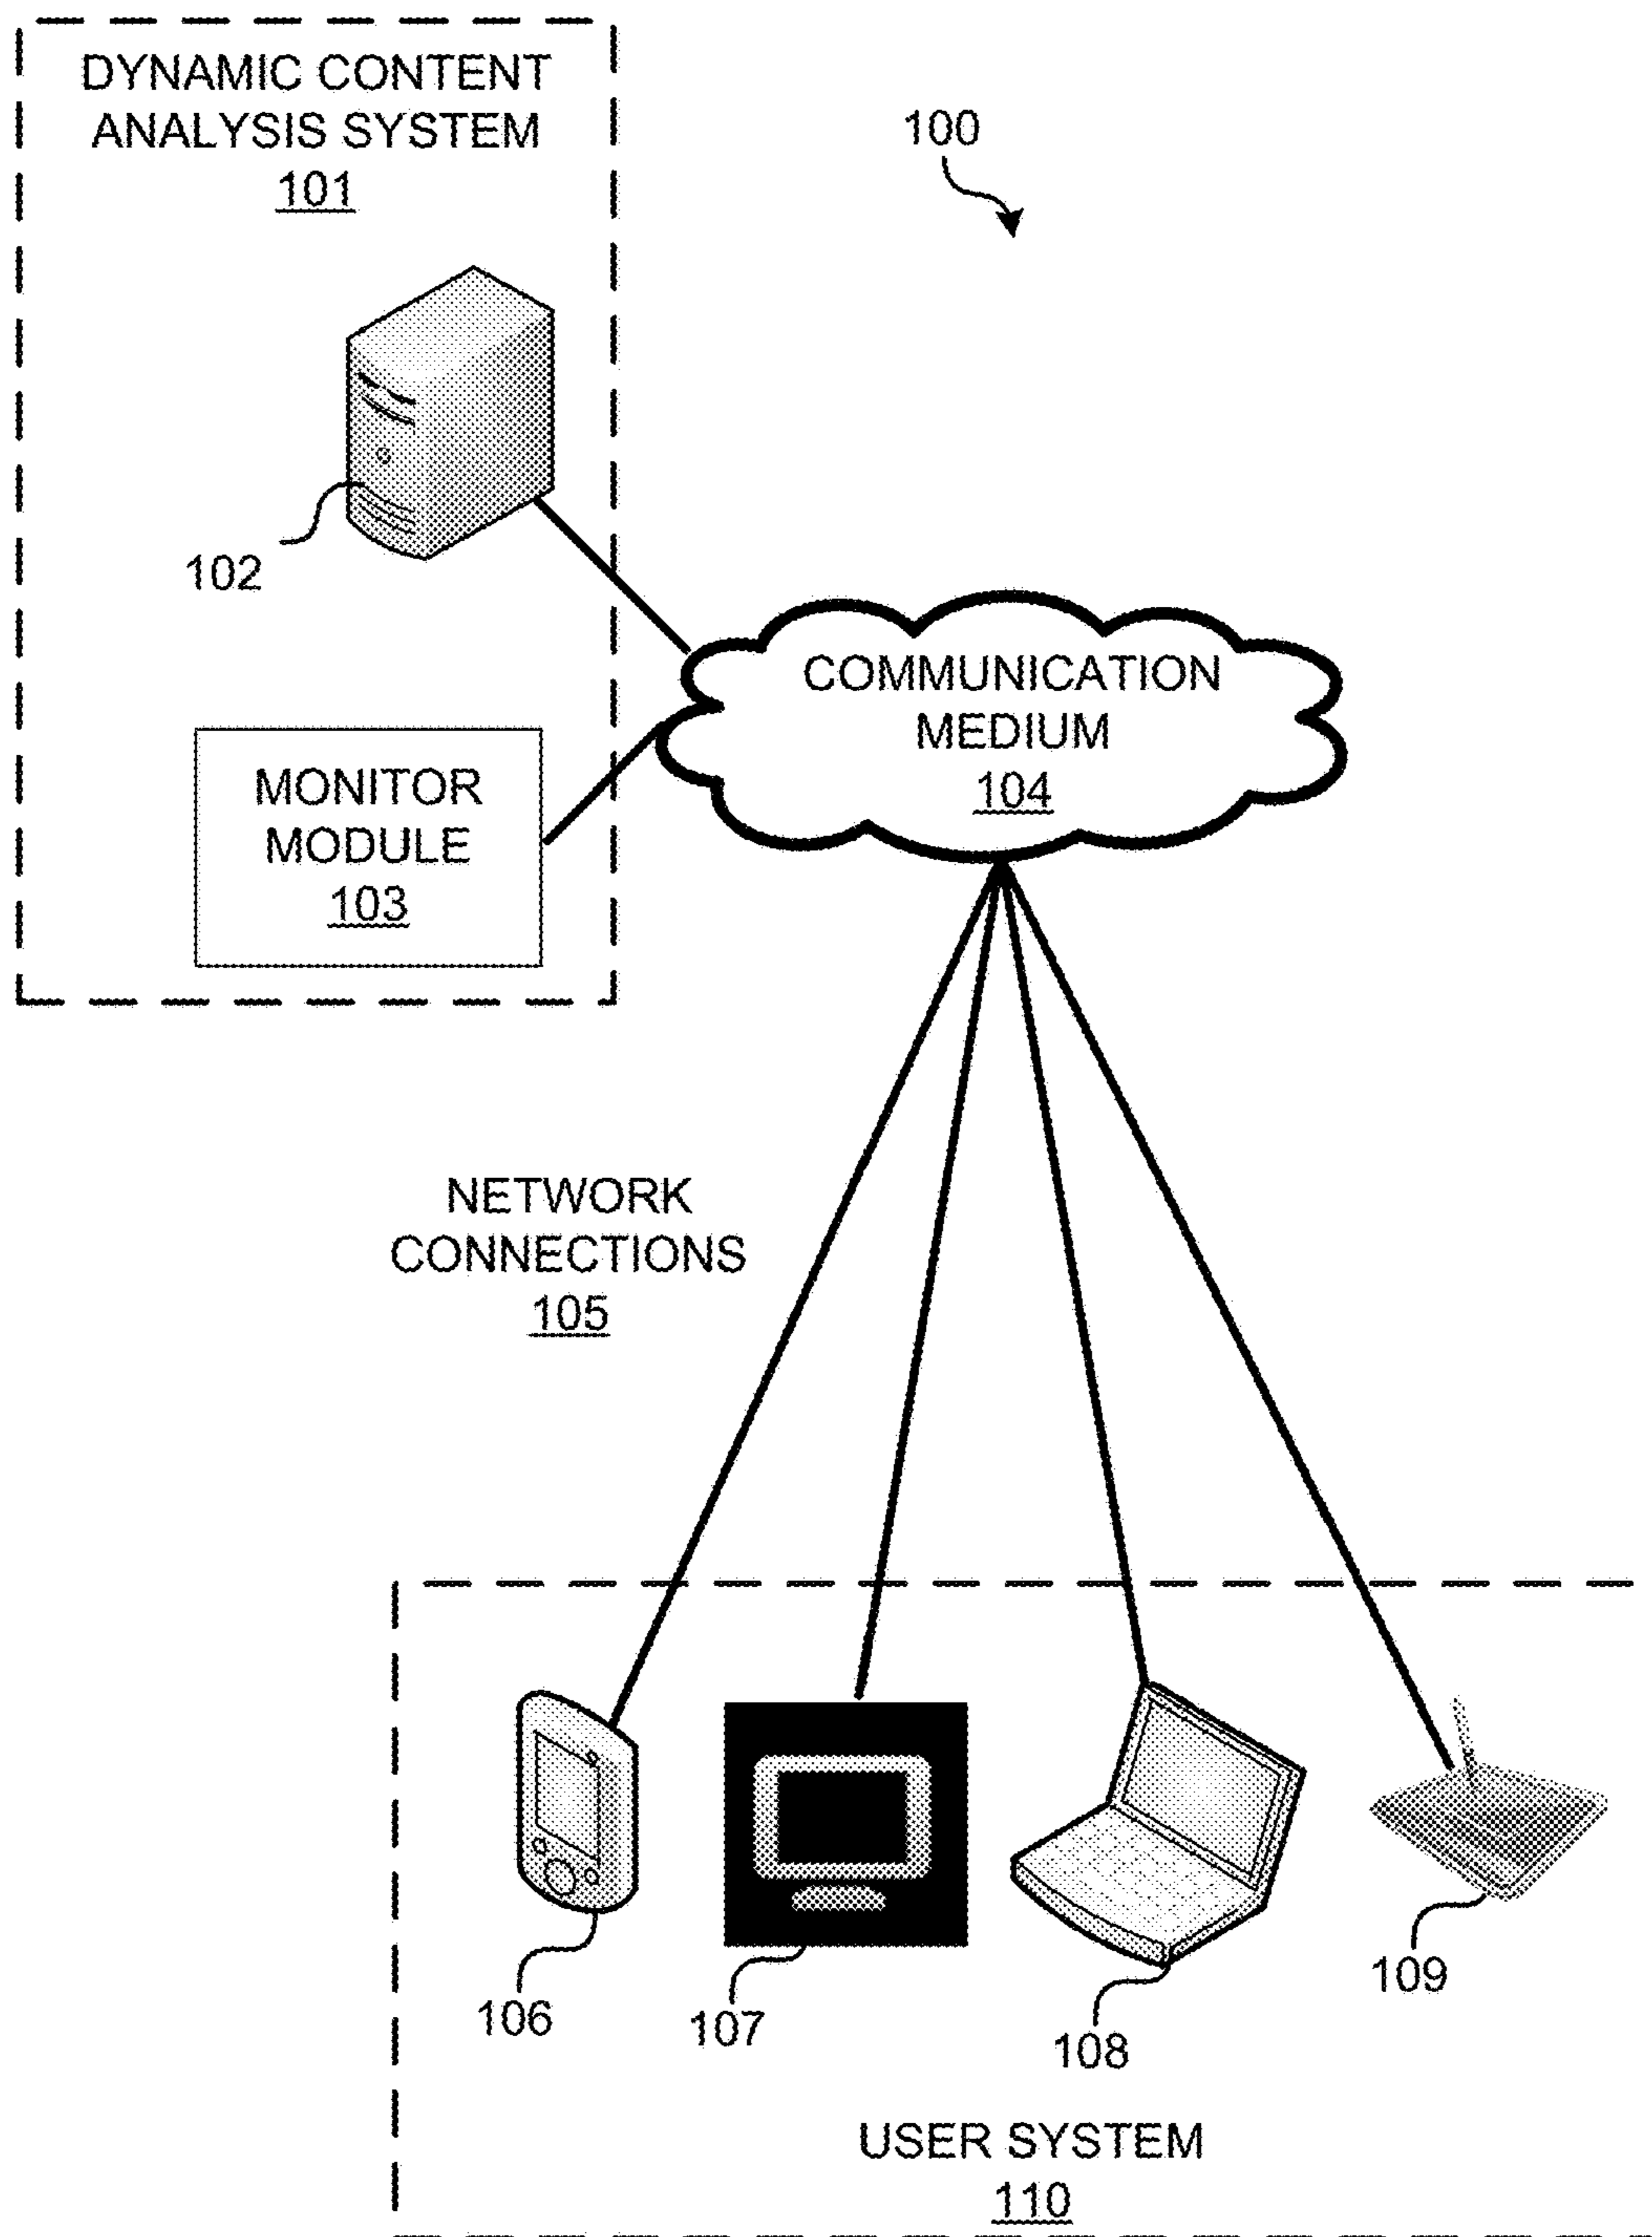 DYNAMIC CONTENT
ANALYSIS SYSTEM
101
100
102
COMMUNICATION
MEDIUM
104
MONITOR
MODULE
103
NETWORK
CONNECTIONS
105
106
107
108
109
USER SYSTEM
110